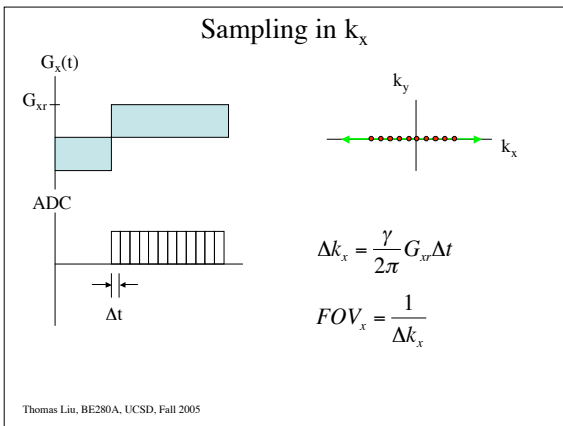 Sampling in kₓ
Gₓ(t)
Gₓᵣ
ADC
Δt
k_y
kₓ
Δkₓ = γ/2π Gₓᵣ Δt
FOVₓ = 1/Δkₓ
Thomas Liu, BE280A, UCSD, Fall 2005